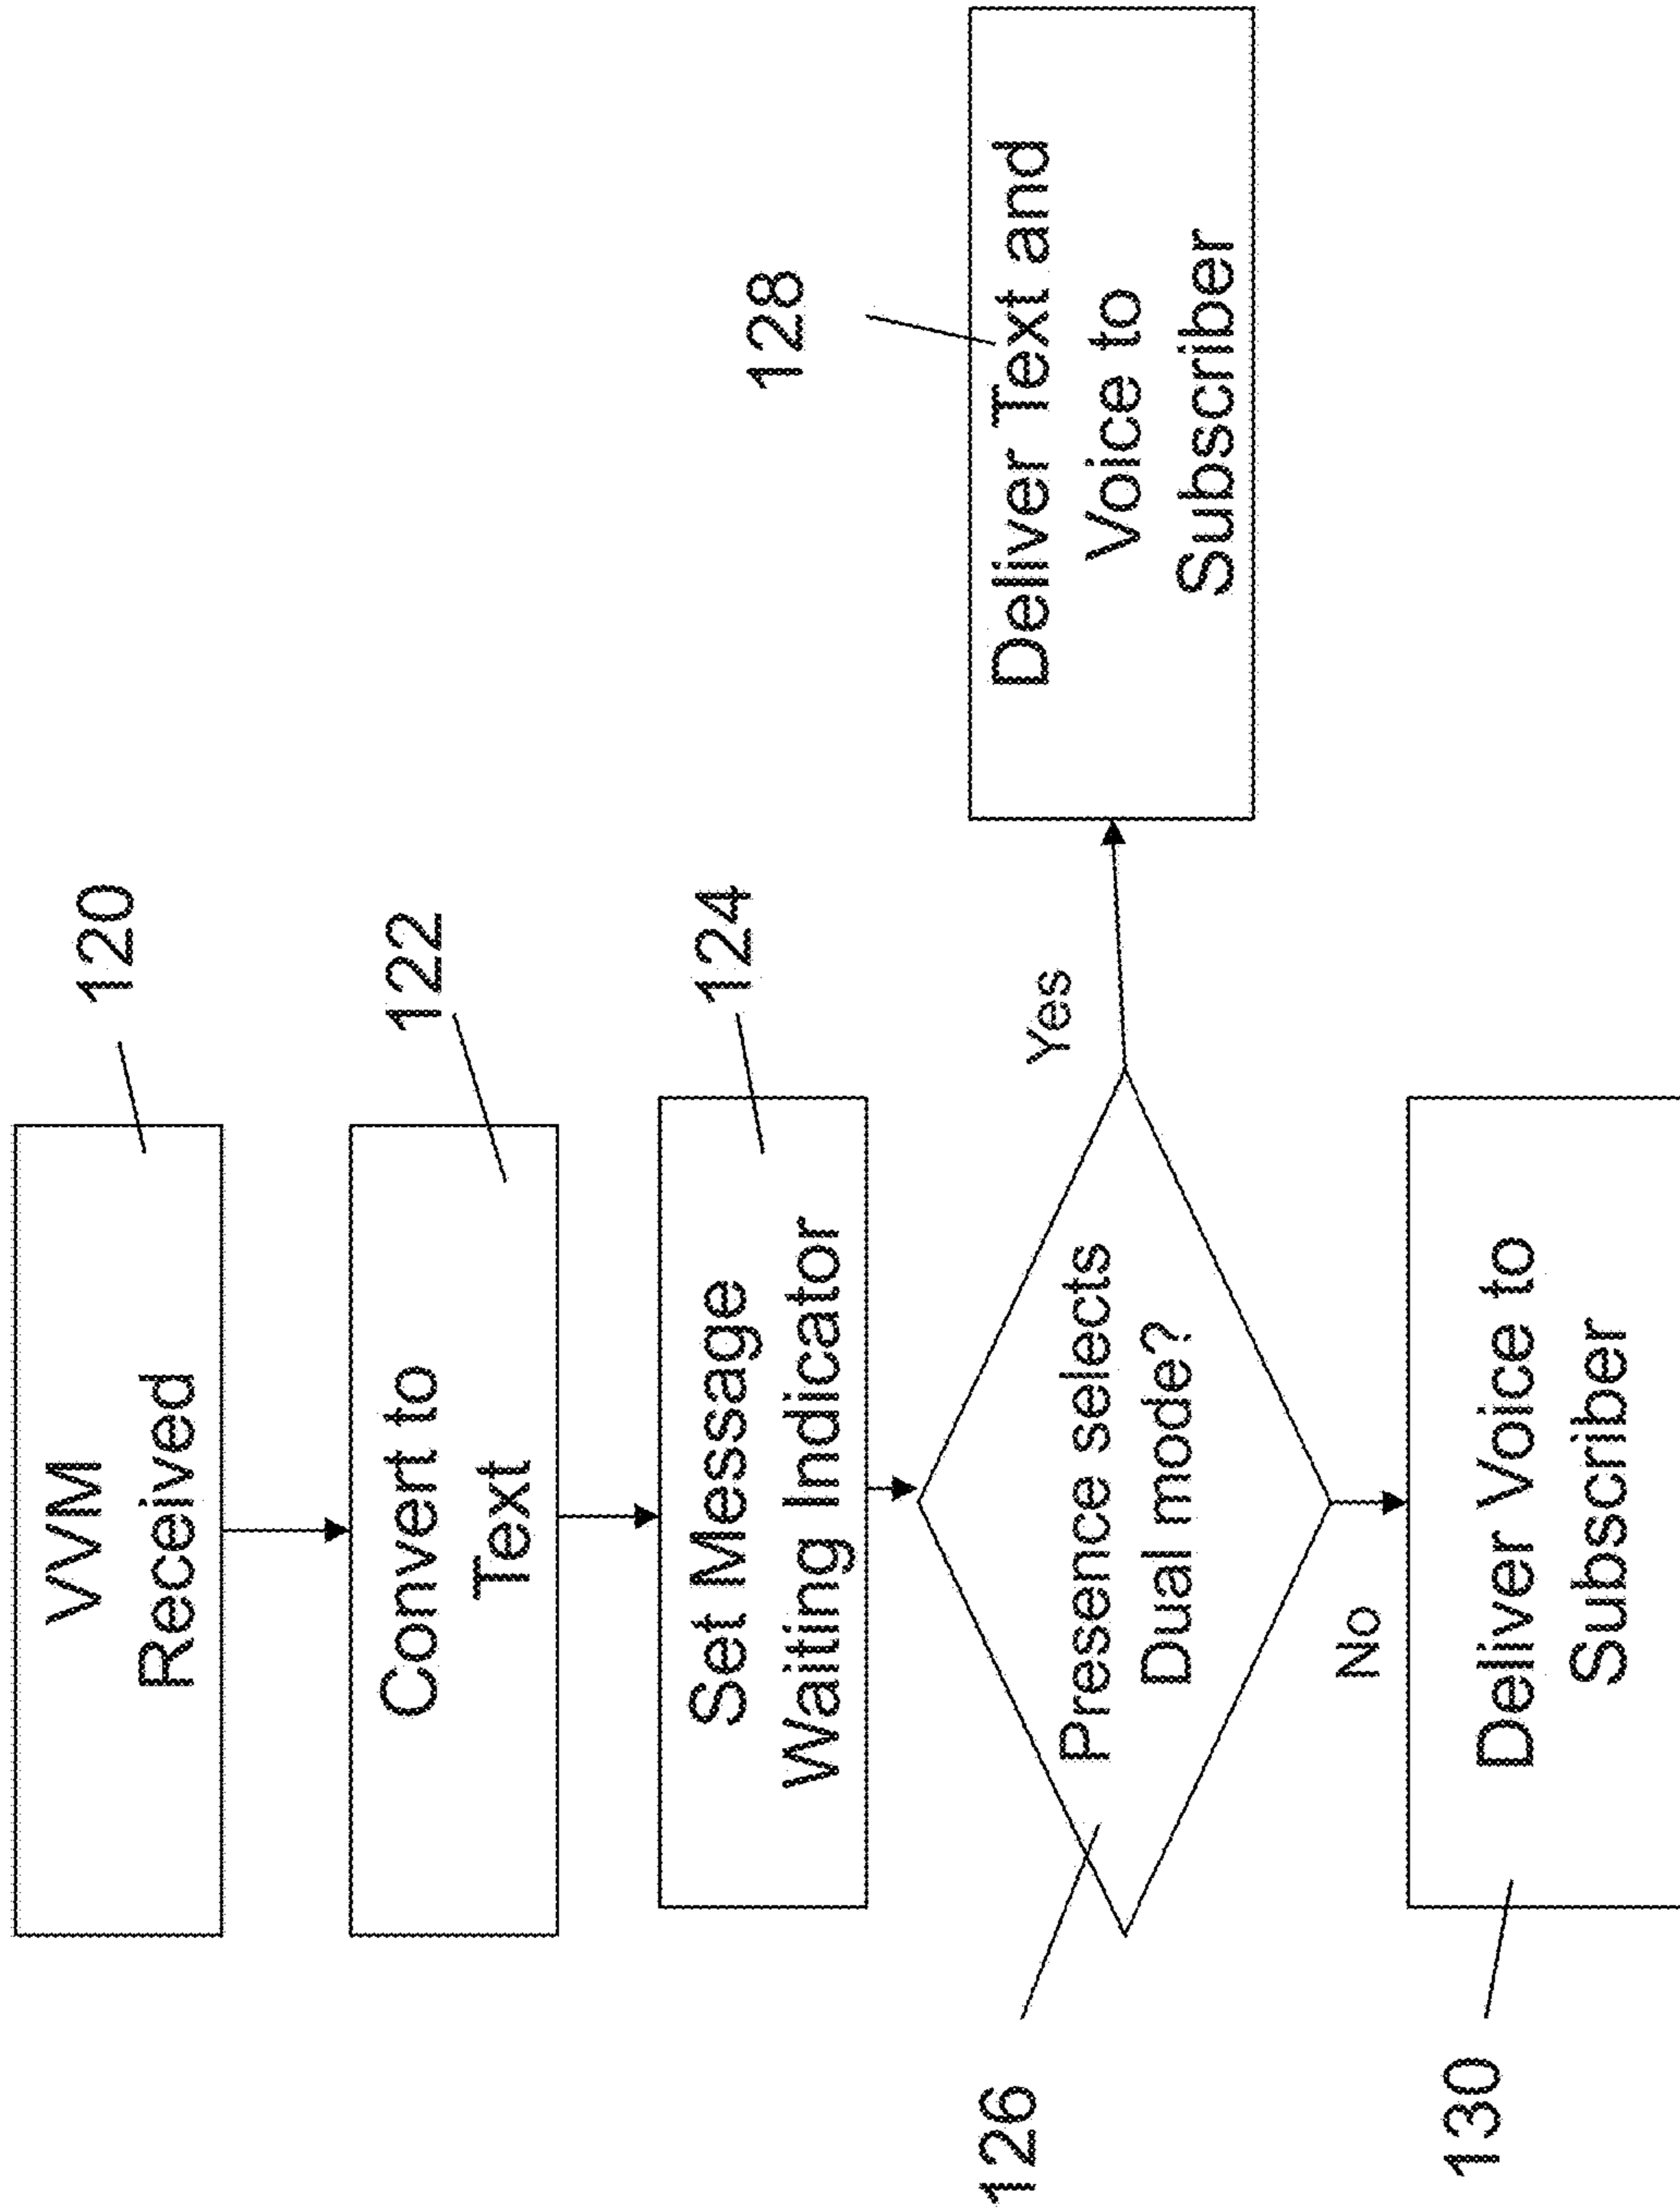 VVM
Received
120
Convert to
Text
122
Set Message
Waiting Indicator
124
Presence selects
Dual mode?
126
Yes
Deliver Text and
Voice to
Subscriber
128
No
Deliver Voice to
Subscriber
130